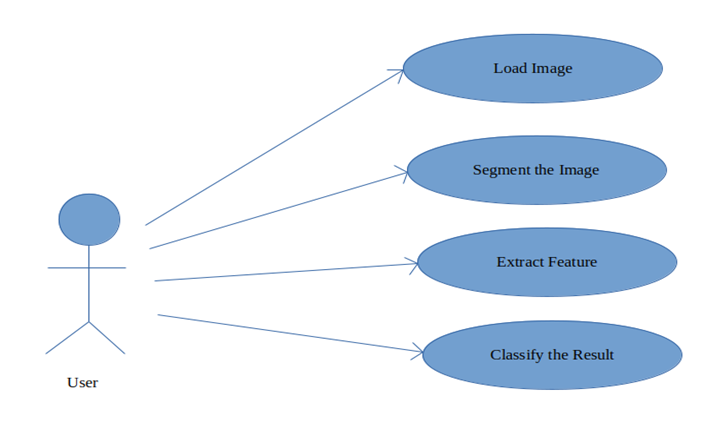 Load Image
Segment the Image
Extract Feature
Classify the Result
User